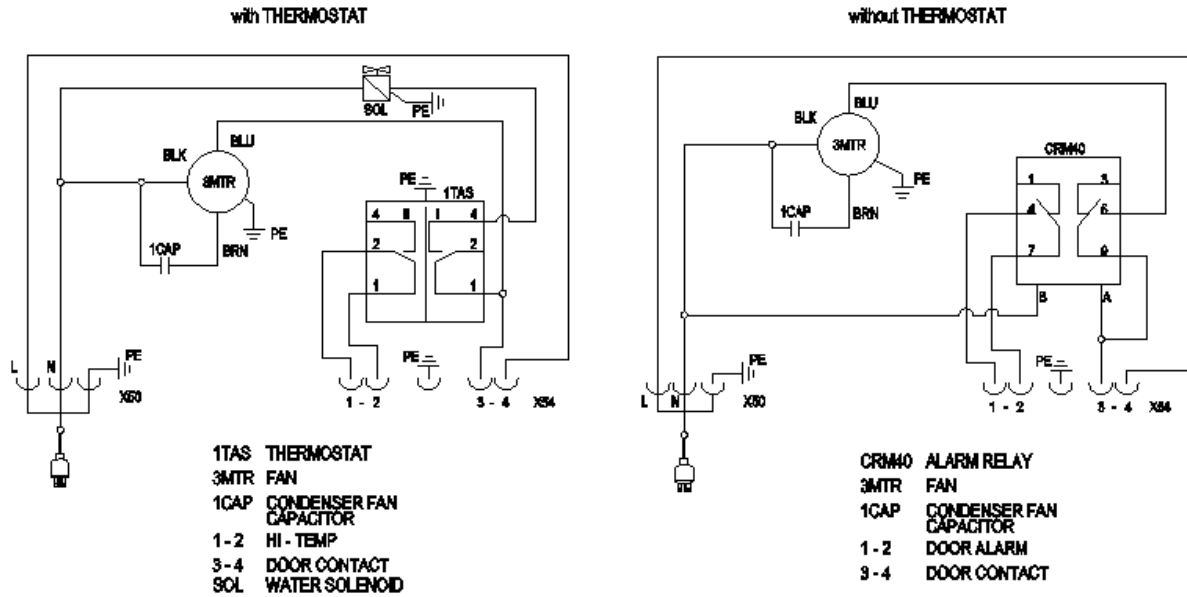 with THERMOSTAT
SOL
PE
BLU
BLK
3MTR
PE
PE
1TAS
4 II I 4
2 2
1 1
1CAP
BRN
L N PE
X50
PE
1 - 2
3 - 4 X54
1TAS THERMOSTAT
3MTR FAN
1CAP CONDENSER FAN
CAPACITOR
1 - 2 HI - TEMP
3 - 4 DOOR CONTACT
SOL WATER SOLENOID
without THERMOSTAT
BLU
BLK
3MTR
PE
CRM40
1 3
4 6
7 9
B A
1CAP
BRN
PE
L N X50
PE
1 - 2
3 - 4 X54
CRM40 ALARM RELAY
3MTR FAN
1CAP CONDENSER FAN
CAPACITOR
1 - 2 DOOR ALARM
3 - 4 DOOR CONTACT